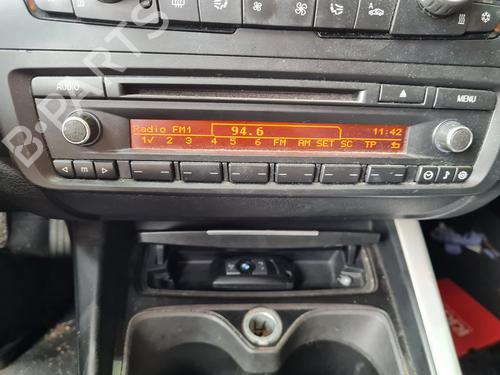 AUTO
AUDIO
MENU
Radio FM1 94.6 11:42
1√ 2 3 4 5 6 FM AM SET SC TP
m
B-PARTS